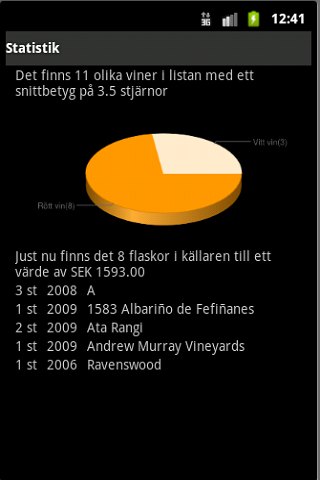 3G 12:41
Statistik
Det finns 11 olika viner i listan med ett
snittbetyg på 3.5 stjärnor
Vitt vin(3)
Rött vin(8)
Just nu finns det 8 flaskor i källaren till ett
värde av SEK 1593.00
3 st 2008 A
1 st 2009 1583 Albariño de Fefiñanes
2 st 2009 Ata Rangi
1 st 2009 Andrew Murray Vineyards
1 st 2006 Ravenswood